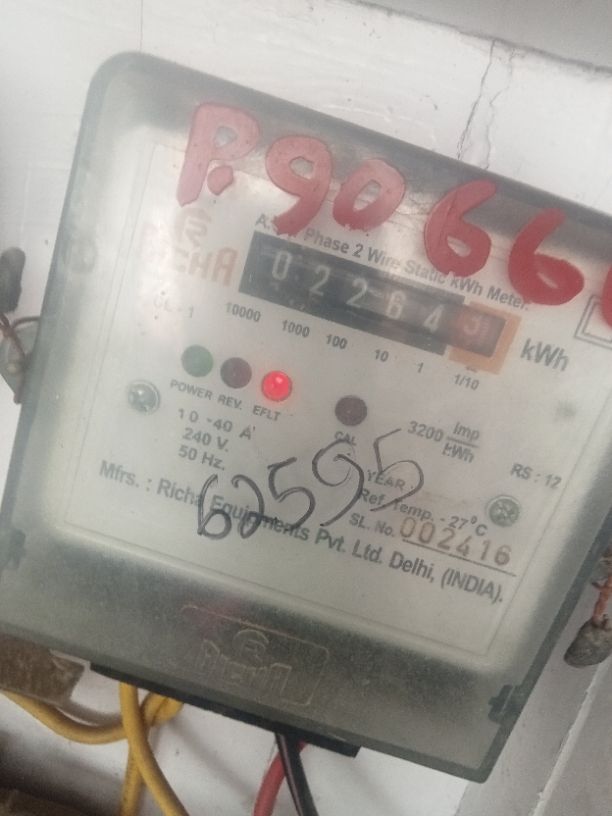 P.9066
RICHA
A.C. Phase 2 Wire Static kWh Meter.
0 2 2 6 4
kWh
10000 1000 100 10 1 1/10
POWER REV. EFLT
CAL
10-40 A
240 V.
50 Hz.
3200 Imp/kWh
RS : 12
62595
YEAR :
Ref. Temp. - 27°C
SL. No. 002416
Mfrs. : Richa Equipments Pvt. Ltd. Delhi, (INDIA).
RICHA